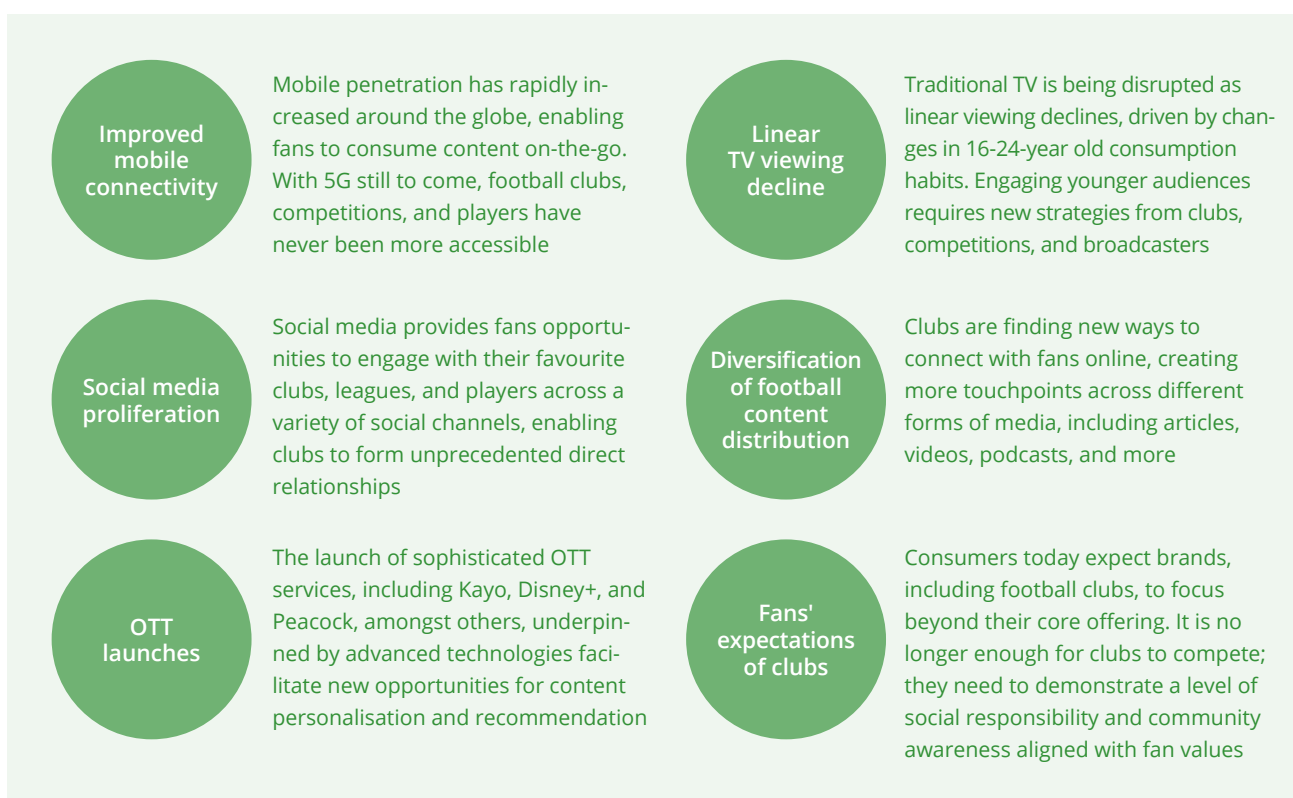 Improved
mobile
connectivity
Mobile penetration has rapidly in-
creased around the globe, enabling
fans to consume content on-the-go.
With 5G still to come, football clubs,
competitions, and players have
never been more accessible
Linear
TV viewing
decline
Traditional TV is being disrupted as
linear viewing declines, driven by chan-
ges in 16-24-year old consumption
habits. Engaging younger audiences
requires new strategies from clubs,
competitions, and broadcasters
Social media
proliferation
Social media provides fans opportu-
nities to engage with their favourite
clubs, leagues, and players across a
variety of social channels, enabling
clubs to form unprecedented direct
relationships
Diversification
of football
content
distribution
Clubs are finding new ways to
connect with fans online, creating
more touchpoints across different
forms of media, including articles,
videos, podcasts, and more
OTT
launches
The launch of sophisticated OTT
services, including Kayo, Disney+, and
Peacock, amongst others, underpin-
ned by advanced technologies faci-
litate new opportunities for content
personalisation and recommendation
Fans'
expectations
of clubs
Consumers today expect brands,
including football clubs, to focus
beyond their core offering. It is no
longer enough for clubs to compete;
they need to demonstrate a level of
social responsibility and community
awareness aligned with fan values